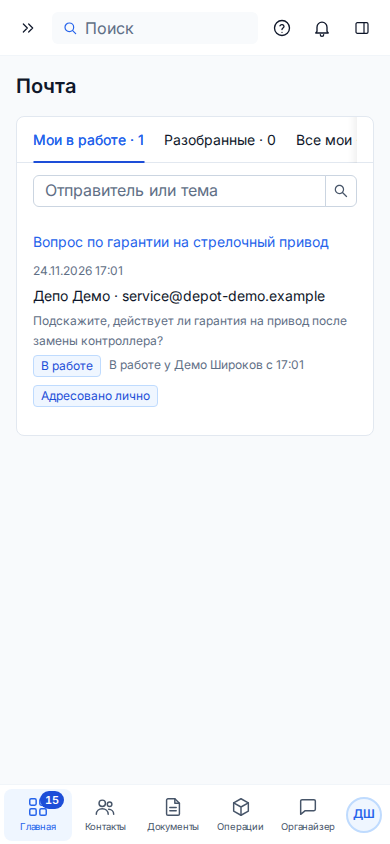 Поиск
Почта
Мои в работе · 1
Разобранные · 0
Все мои
Отправитель или тема
Вопрос по гарантии на стрелочный привод
24.11.2026 17:01
Депо Демо · service@depot-demo.example
Подскажите, действует ли гарантия на привод после
замены контроллера?
В работе В работе у Демо Широков с 17:01
Адресовано лично
15
Главная
Контакты
Документы
Операции
Органайзер
ДШ